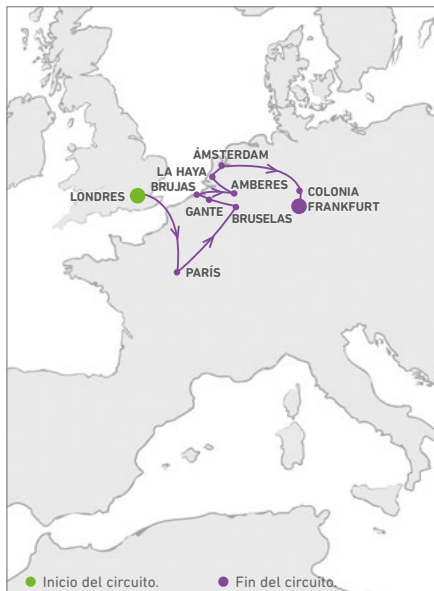 ÁMSTERDAM
LA HAYA
BRUJAS
AMBERES
COLONIA
LONDRES
GANTE
FRANKFURT
BRUSELAS
PARÍS
Inicio del circuito.
Fin del circuito.